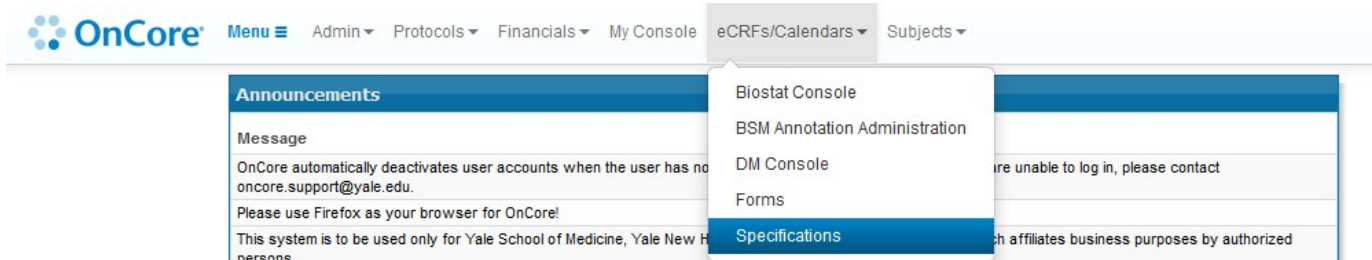 OnCore Menu ≡ Admin Protocols Financials My Console eCRFs/Calendars Subjects
Announcements
Biostat Console
Message
BSM Annotation Administration
OnCore automatically deactivates user accounts when the user has no
are unable to log in, please contact
oncore.support@yale.edu.
DM Console
Please use Firefox as your browser for OnCore!
Forms
This system is to be used only for Yale School of Medicine, Yale New H
ch affiliates business purposes by authorized
persons
Specifications